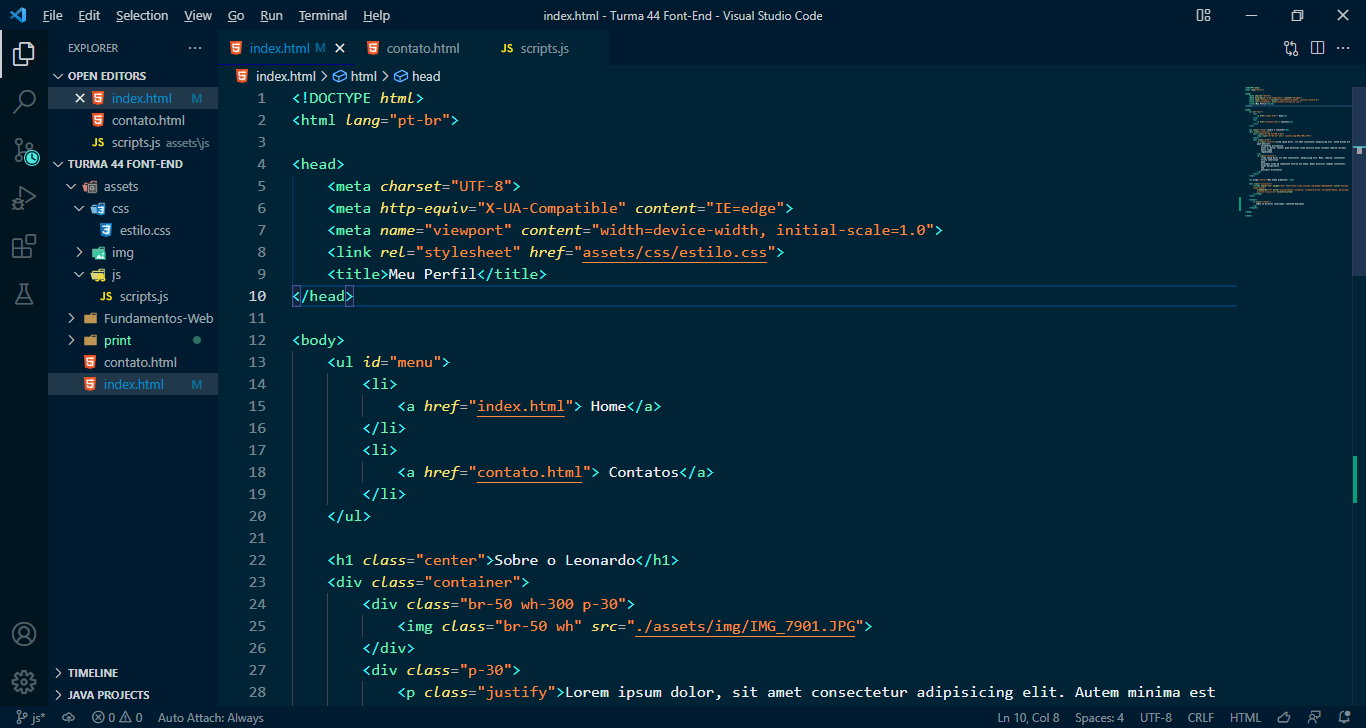 File Edit Selection View Go Run Terminal Help
index.html - Turma 44 Font-End - Visual Studio Code
EXPLORER
OPEN EDITORS
index.html M
contato.html
scripts.js assets\js
TURMA 44 FONT-END
assets
css
estilo.css
img
js
JS scripts.js
Fundamentos-Web
print
contato.html
index.html M
TIMELINE
JAVA PROJECTS
index.html M
contato.html
JS scripts.js
index.html > html > head
1 <!DOCTYPE html>
2 <html lang="pt-br">
3
4 <head>
5 <meta charset="UTF-8">
6 <meta http-equiv="X-UA-Compatible" content="IE=edge">
7 <meta name="viewport" content="width=device-width, initial-scale=1.0">
8 <link rel="stylesheet" href="assets/css/estilo.css">
9 <title>Meu Perfil</title>
10 </head>
11
12 <body>
13 <ul id="menu">
14 <li>
15 <a href="index.html"> Home</a>
16 </li>
17 <li>
18 <a href="contato.html"> Contatos</a>
19 </li>
20 </ul>
21
22 <h1 class="center">Sobre o Leonardo</h1>
23 <div class="container">
24 <div class="br-50 wh-300 p-30">
25 <img class="br-50 wh" src="./assets/img/IMG_7901.JPG">
26 </div>
27 <div class="p-30">
28 <p class="justify">Lorem ipsum dolor, sit amet consectetur adipisicing elit. Autem minima est
js* 0 0 Auto Attach: Always
Ln 10, Col 8 Spaces: 4 UTF-8 CRLF HTML